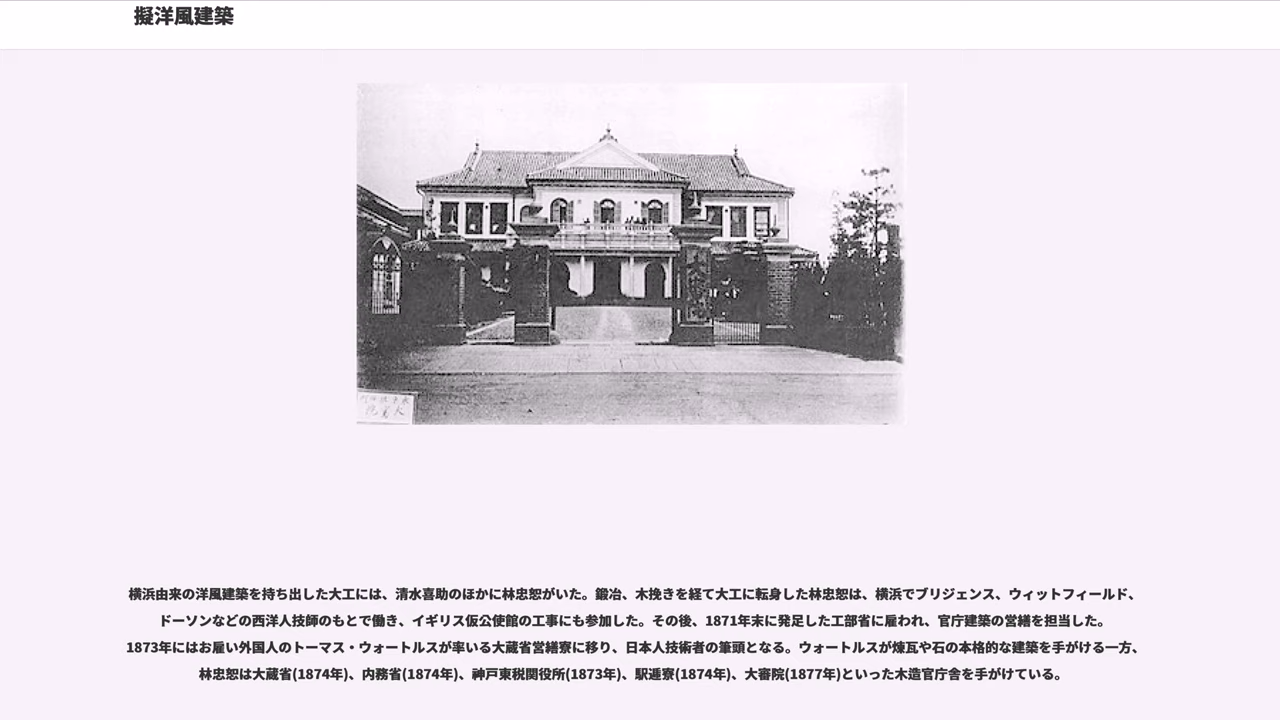 擬洋風建築
横浜由来の洋風建築を持ち出した大工には、清水喜助のほかに林忠恕がいた。鍛冶、木挽きを経て大工に転身した林忠恕は、横浜でブリジェンス、ウィットフィールド、
ドーソンなどの西洋人技師のもとで働き、イギリス仮公使館の工事にも参加した。その後、1871年末に発足した工部省に雇われ、官庁建築の営繕を担当した。
1873年にはお雇い外国人のトーマス・ウォートルスが率いる大蔵省営繕寮に移り、日本人技術者の筆頭となる。ウォートルスが煉瓦や石の本格的な建築を手がける一方、
林忠恕は大蔵省(1874年)、内務省(1874年)、神戸東税関役所(1873年)、駅逓寮(1874年)、大審院(1877年)といった木造官庁舎を手がけている。